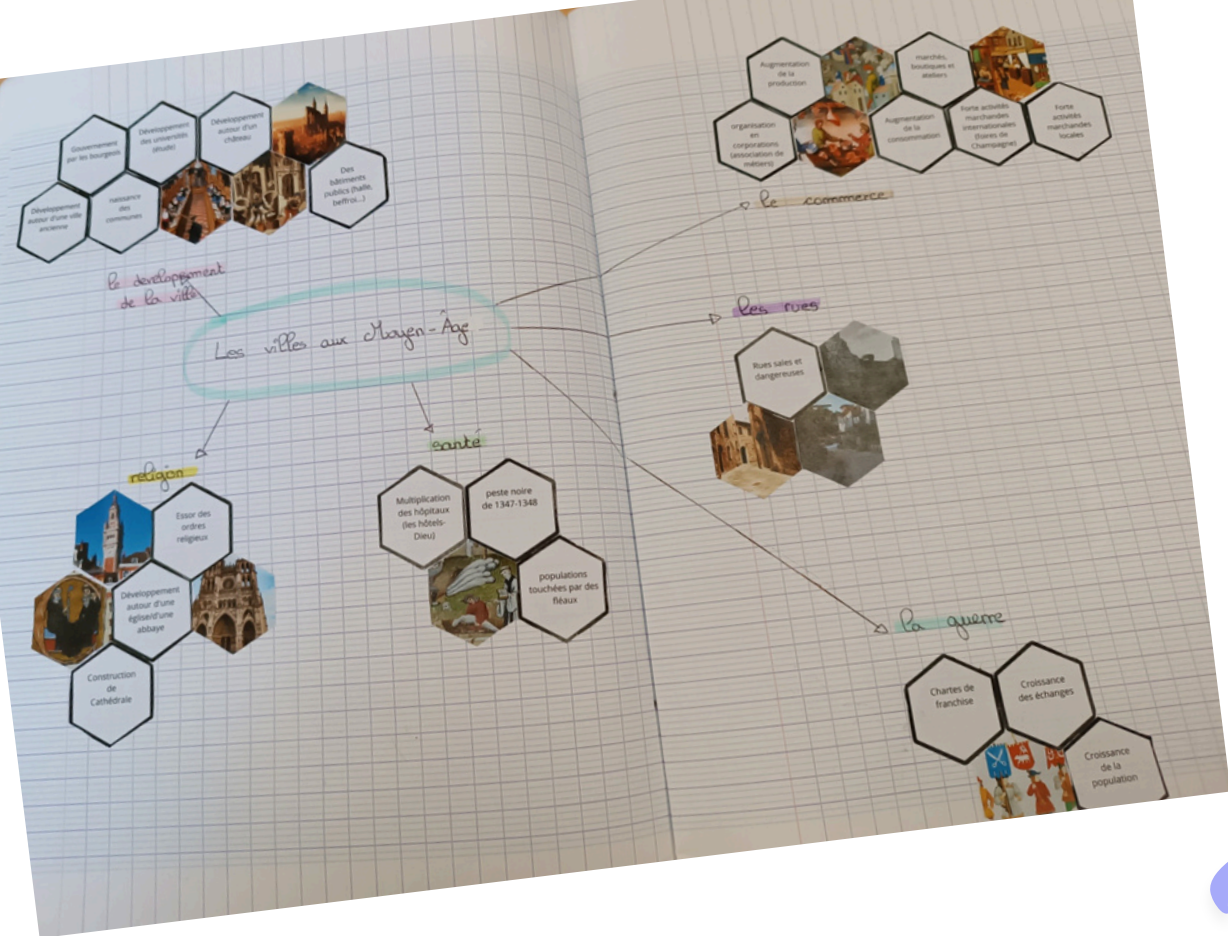 Gouvernement
par les bourgeois
Développement
des universités
(étude)
Développement
autour d'un
château
Développement
autour d'une ville
ancienne
naissance
des
communes
Des
bâtiments
publics (halle,
beffroi...)
le developpement
de la ville
Les villes aux Moyen-Âge
religion
Essor des
ordres
religieux
Développement
autour d'une
église/d'une
abbaye
Construction
de
Cathédrale
santé
Multiplication
des hôpitaux
(les hôtels-
Dieu)
peste noire
de 1347-1348
populations
touchées par des
fléaux
Augmentation
de la
production
marchés,
boutiques et
ateliers
organisation
en
corporations
(association de
métiers)
Augmentation
de la
consommation
Forte activités
marchandes
internationales
(foires de
Champagne)
Forte
activités
marchandes
locales
le commerce
les rues
Rues sales et
dangereuses
la guerre
Chartes de
franchise
Croissance
des échanges
Croissance
de la
population